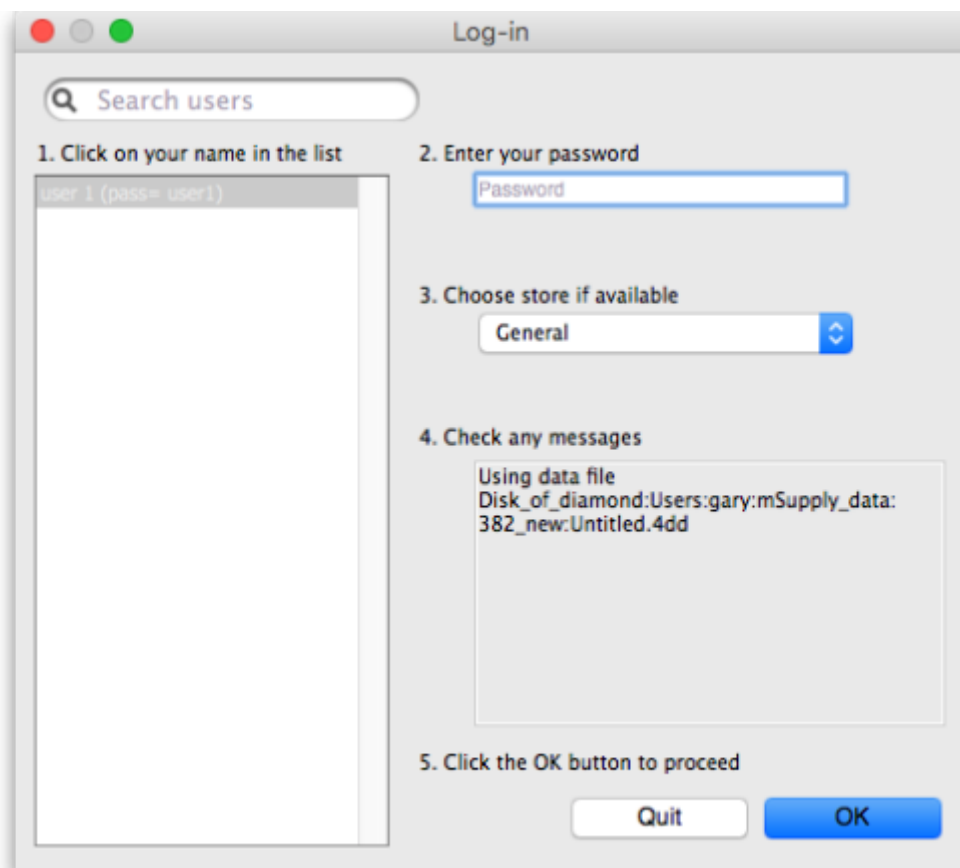 Log-in
Search users
1. Click on your name in the list
user 1 (pass= user1)
2. Enter your password
Password
3. Choose store if available
General
4. Check any messages
Using data file
Disk_of_diamond:Users:gary:mSupply_data:
382_new:Untitled.4dd
5. Click the OK button to proceed
Quit
OK